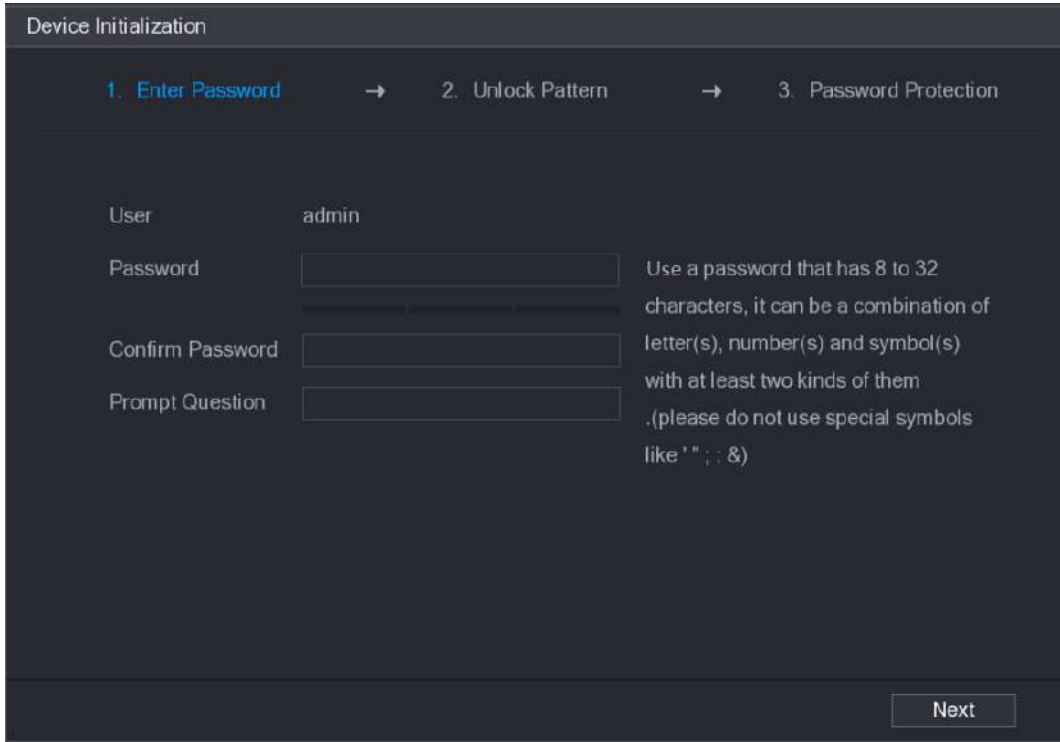 Device Initialization
1. Enter Password → 2. Unlock Pattern → 3. Password Protection
User admin
Password
Use a password that has 8 to 32
characters, it can be a combination of
letter(s), number(s) and symbol(s)
with at least two kinds of them
.(please do not use special symbols
like ' " ; : &)
Confirm Password
Prompt Question
Next